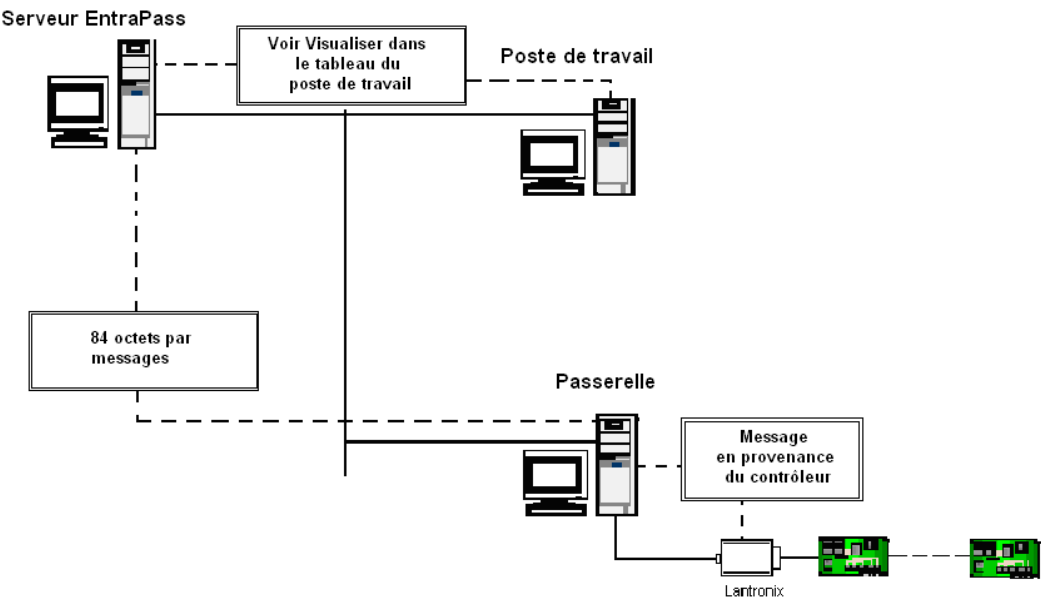 Serveur EntraPass
Voir Visualiser dans
le tableau du
poste de travail
Poste de travail
84 octets par
messages
Passerelle
Message
en provenance
du contrôleur
Lantronix